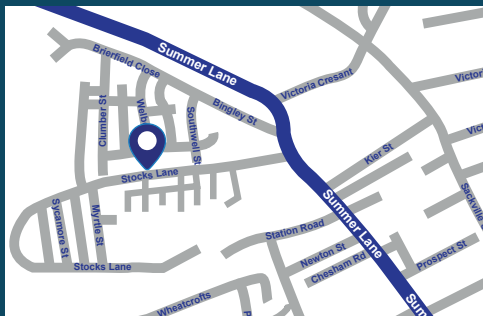 Summer Lane
Brierfield Close
Victoria Cresant
Clumber St
Bingley St
Southwell St
Kier St
Stocks Lane
Sackville
Sycamore St
Myrtle St
Station Road
Summer Lane
Newton St
Prospect St
Chesham Rd
Stocks Lane
Wheatcrofts